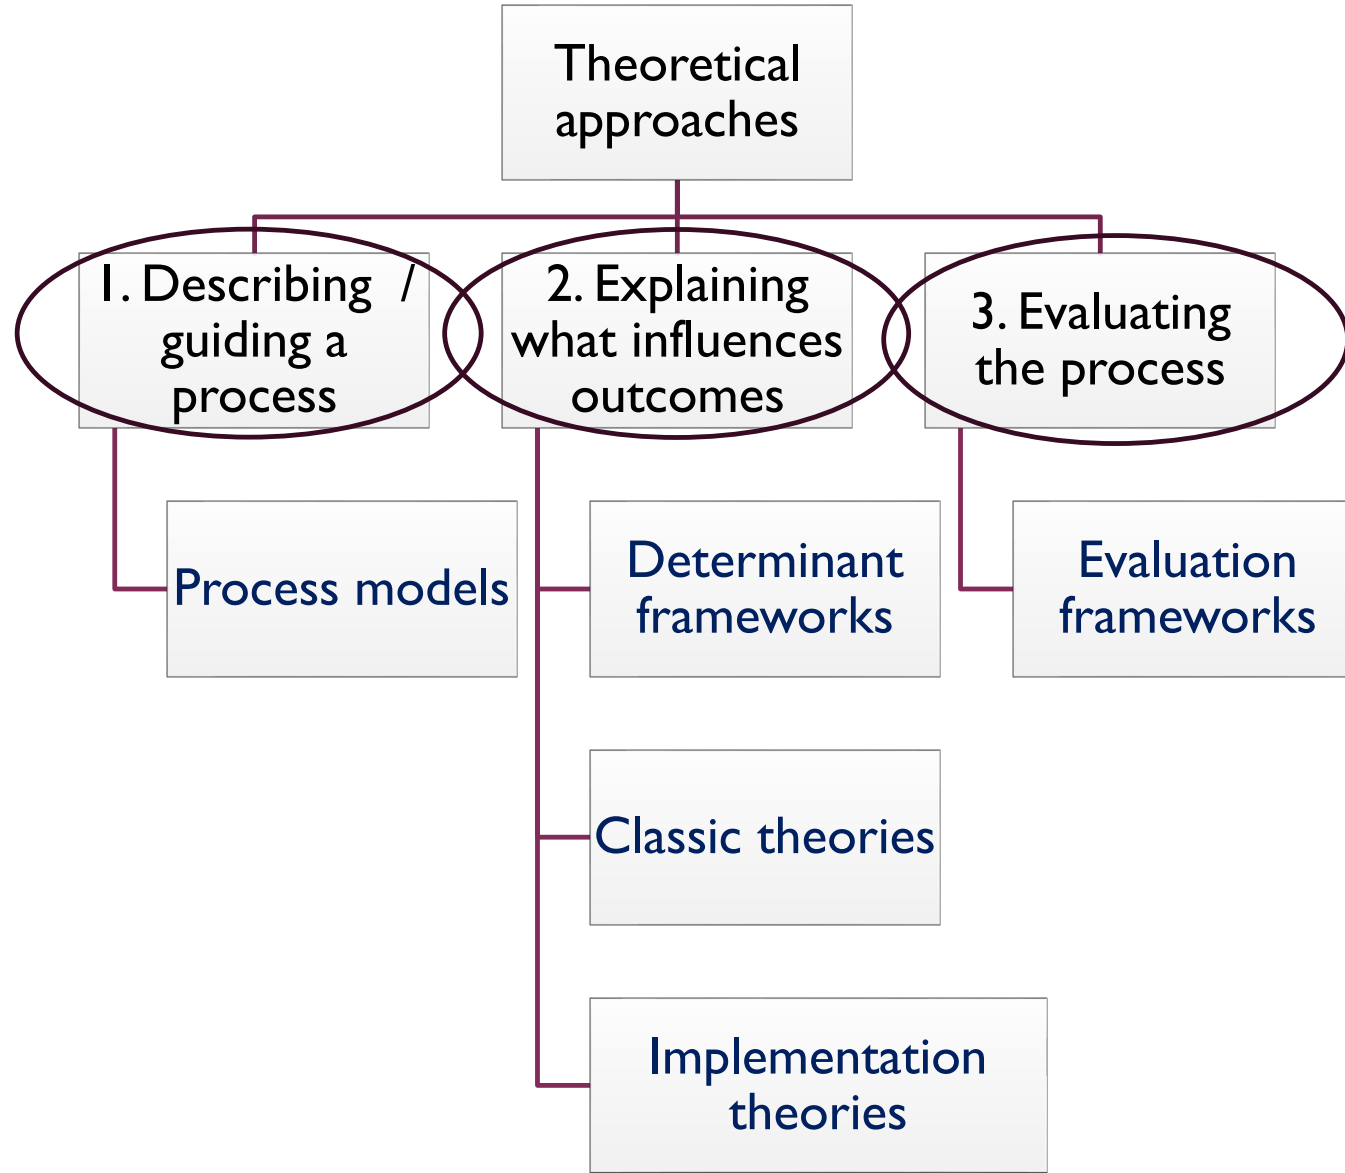 Theoretical
approaches
1. Describing /
guiding a
process
2. Explaining
what influences
outcomes
3. Evaluating
the process
Process models
Determinant
frameworks
Evaluation
frameworks
Classic theories
Implementation
theories